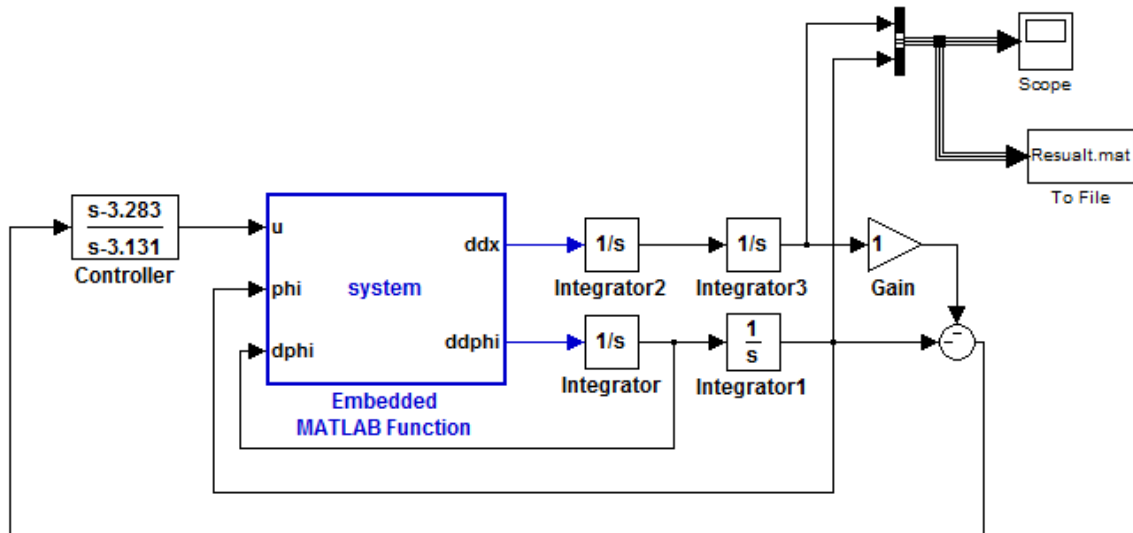 Scope
Resualt.mat
To File
s-3.283
s-3.131
Controller
u
phi
dphi
system
ddx
ddphi
Embedded
MATLAB Function
1/s
Integrator2
1/s
Integrator3
1
Gain
1/s
Integrator
1
s
Integrator1
-
-